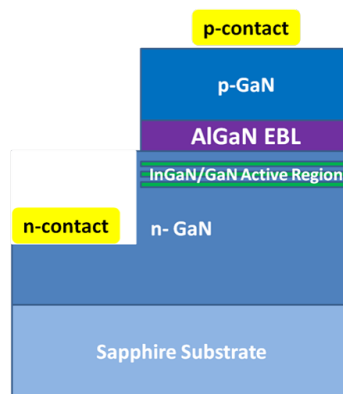 p-contact
p-GaN
AlGaN EBL
InGaN/GaN Active Region
n-contact
n- GaN
Sapphire Substrate